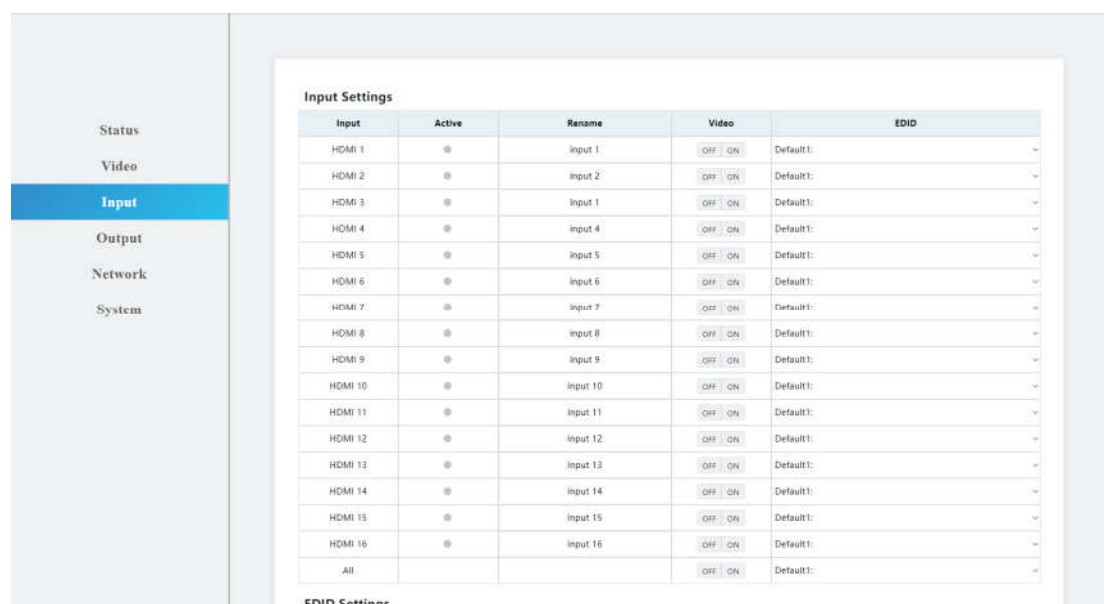 Status
Video
Input
Output
Network
System
Input Settings
Input Active Rename Video EDID
HDMI 1 input 1 OFF ON Default1:
HDMI 2 input 2 OFF ON Default1:
HDMI 3 input 1 OFF ON Default1:
HDMI 4 input 4 OFF ON Default1:
HDMI 5 input 5 OFF ON Default1:
HDMI 6 input 6 OFF ON Default1:
HDMI 7 input 7 OFF ON Default1:
HDMI 8 input 8 OFF ON Default1:
HDMI 9 input 9 OFF ON Default1:
HDMI 10 input 10 OFF ON Default1:
HDMI 11 input 11 OFF ON Default1:
HDMI 12 input 12 OFF ON Default1:
HDMI 13 input 13 OFF ON Default1:
HDMI 14 input 14 OFF ON Default1:
HDMI 15 input 15 OFF ON Default1:
HDMI 16 input 16 OFF ON Default1:
All OFF ON Default1:
EDID Settings